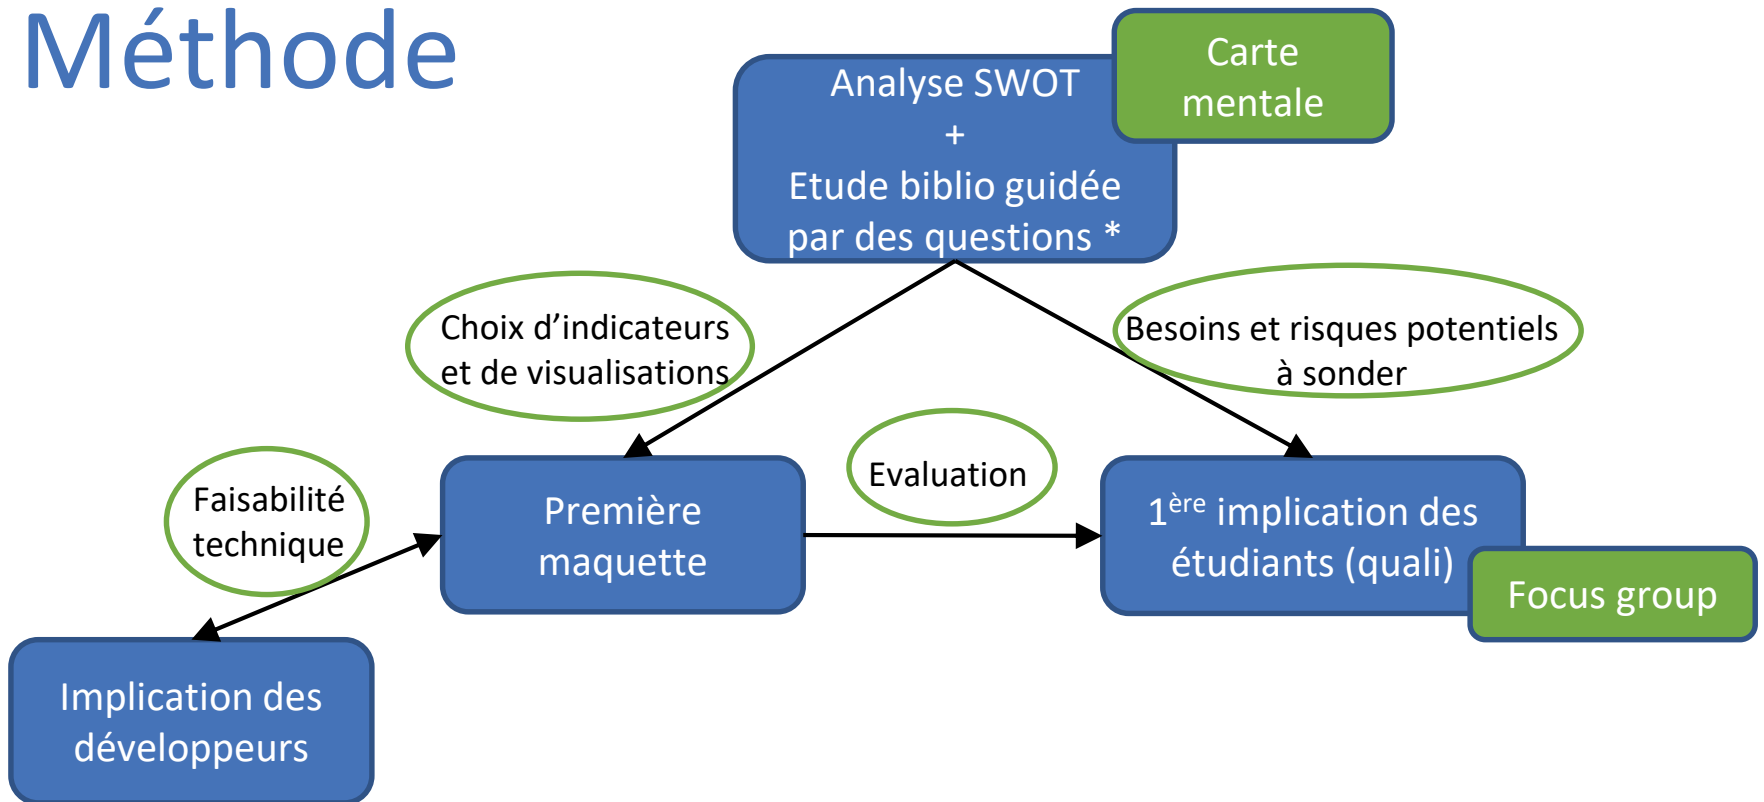 Méthode
Analyse SWOT
+
Etude biblio guidée
par des questions *
Carte
mentale
Choix d’indicateurs
et de visualisations
Besoins et risques potentiels
à sonder
Faisabilité
technique
Première
maquette
Evaluation
1ère implication des
étudiants (quali)
Focus group
Implication des
développeurs